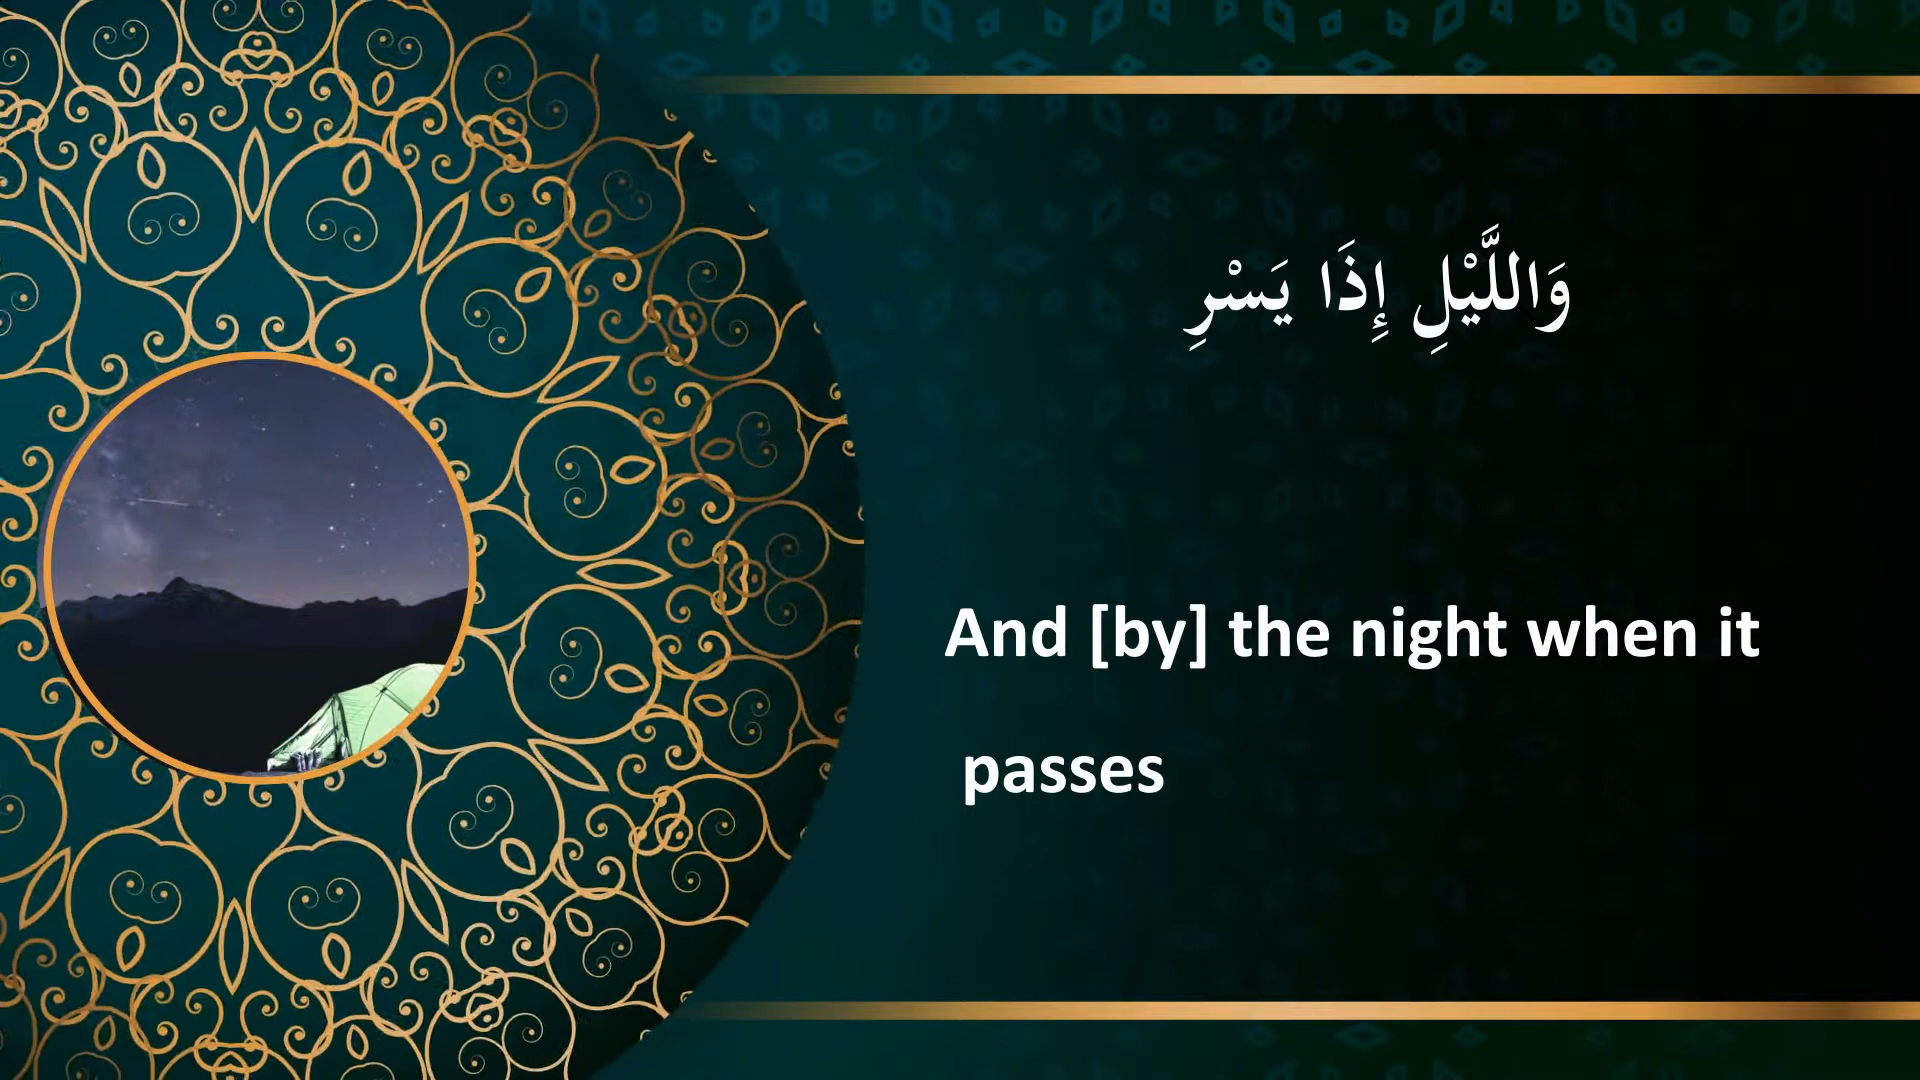 وَاللَّيْلِ إِذَا يَسْرِ
And [by] the night when it
passes